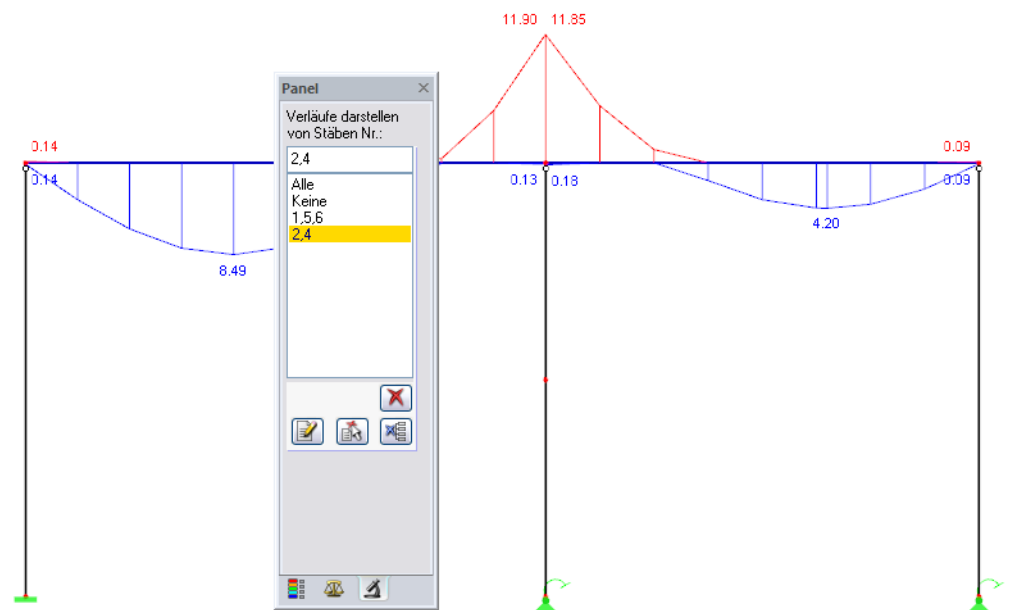 11.90 11.85
Panel
Verläufe darstellen
von Stäben Nr.:
2,4
Alle
Keine
1,5,6
2,4
0.14
0.14
8.49
0.13 0.18
4.20
0.09
0.09